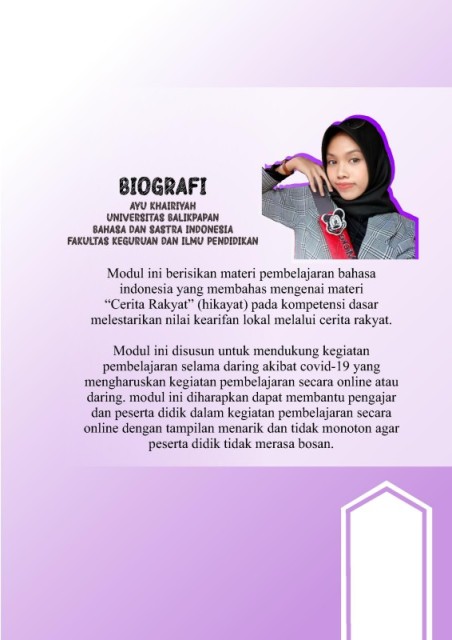 BIOGRAFI
AYU KHAIRIYAH
UNIVERSITAS BALIKPAPAN
BAHASA DAN SASTRA INDONESIA
FAKULTAS KEGURUAN DAN ILMU PENDIDIKAN
Modul ini berisikan materi pembelajaran bahasa
indonesia yang membahas mengenai materi
“Cerita Rakyat” (hikayat) pada kompetensi dasar
melestarikan nilai kearifan lokal melalui cerita rakyat.
Modul ini disusun untuk mendukung kegiatan
pembelajaran selama daring akibat covid-19 yang
mengharuskan kegiatan pembelajaran secara online atau
daring. modul ini diharapkan dapat membantu pengajar
dan peserta didik dalam kegiatan pembelajaran secara
online dengan tampilan menarik dan tidak monoton agar
peserta didik tidak merasa bosan.